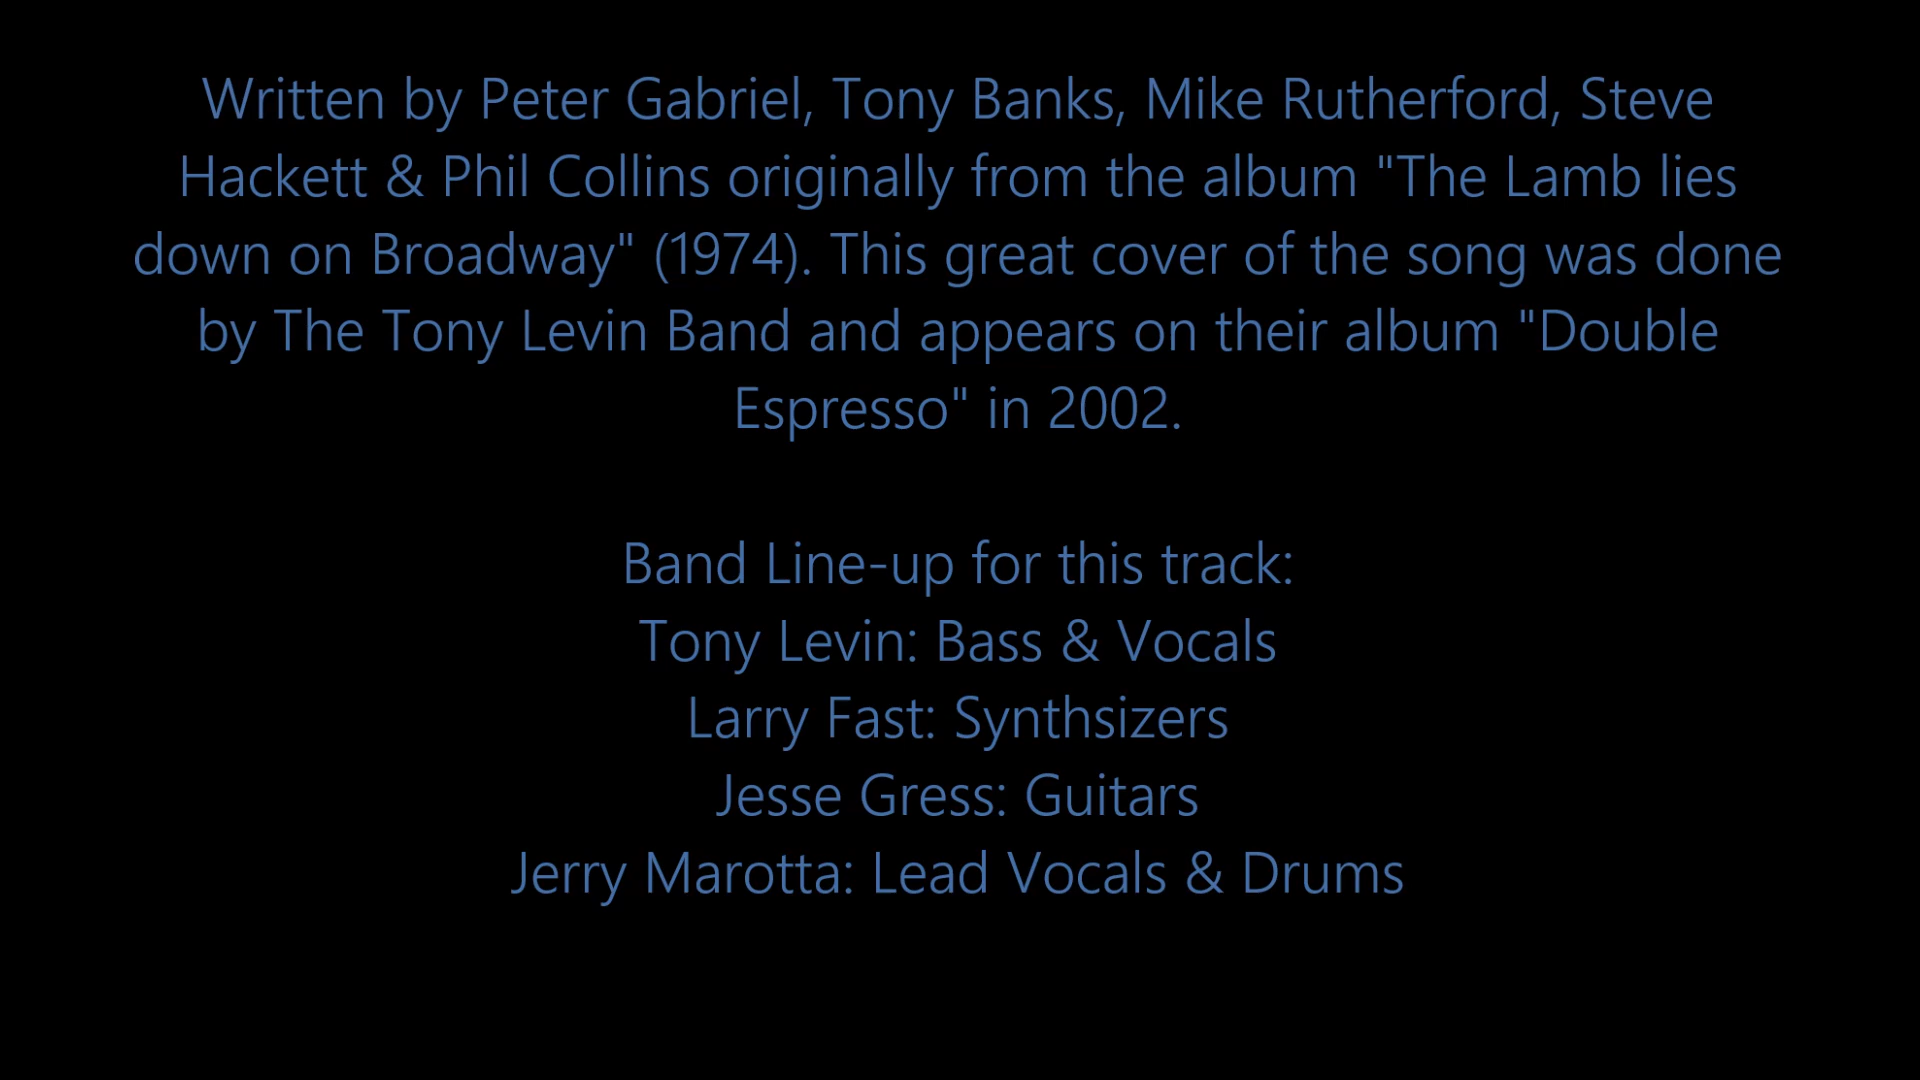 Written by Peter Gabriel, Tony Banks, Mike Rutherford, Steve
Hackett & Phil Collins originally from the album "The Lamb lies
down on Broadway" (1974). This great cover of the song was done
by The Tony Levin Band and appears on their album "Double
Espresso" in 2002.
Band Line-up for this track:
Tony Levin: Bass & Vocals
Larry Fast: Synthsizers
Jesse Gress: Guitars
Jerry Marotta: Lead Vocals & Drums